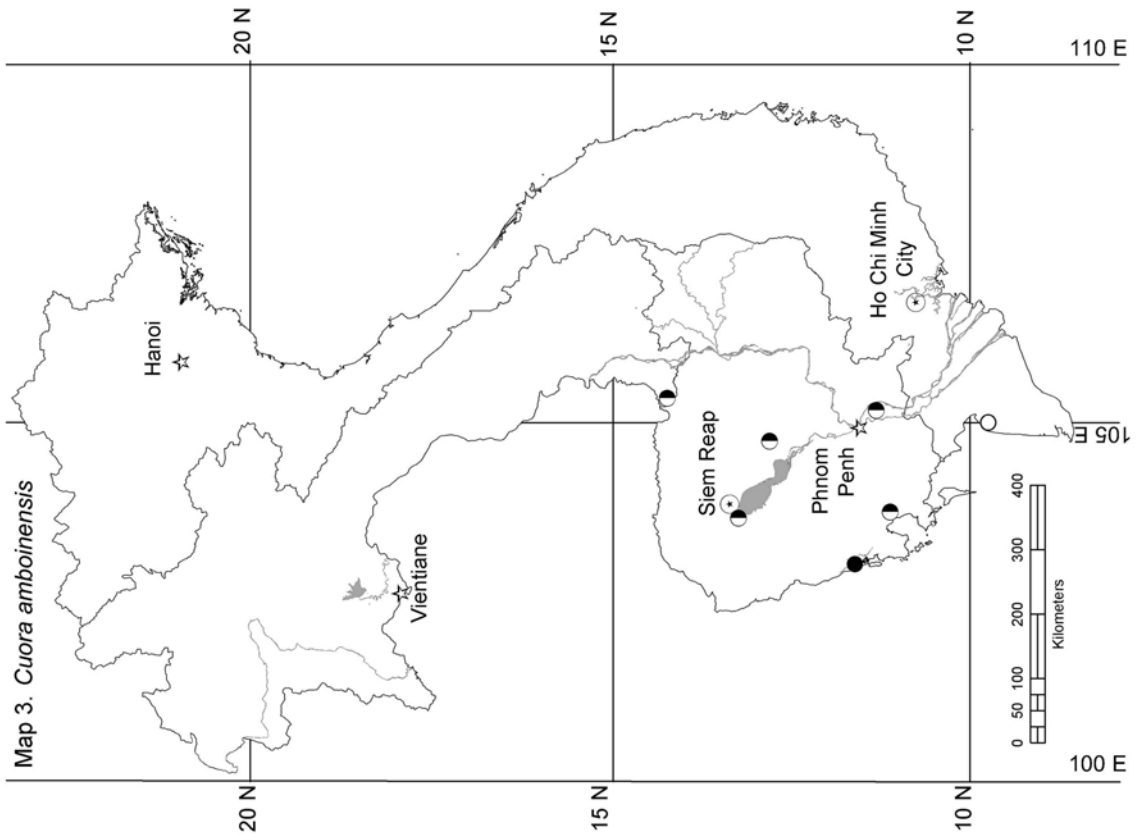 Map 3. Cuora amboinensis
20 N
15 N
10 N
Hanoi
Vientiane
Siem Reap
Phnom
Penh
Ho Chi Minh
City
20 N
15 N
10 N
100 E
105 E
110 E
0 50 100 200 300 400
Kilometers